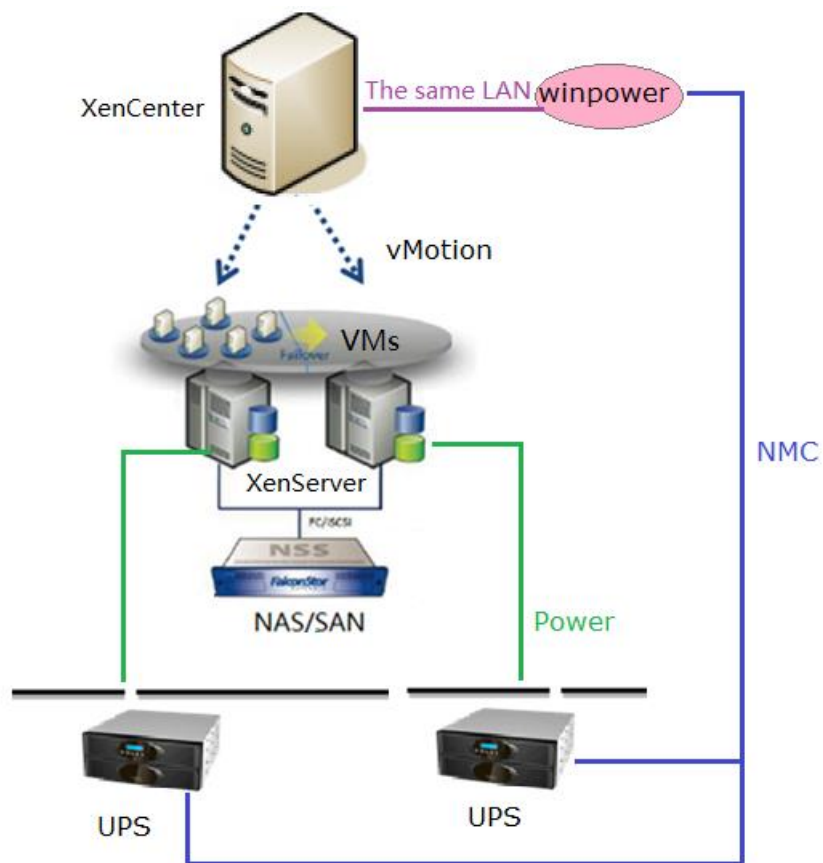 The same LAN
winpower
XenCenter
vMotion
VMs
Failover
NMC
XenServer
FC/iSCSI
NSS
FalconStor
NAS/SAN
Power
UPS
UPS